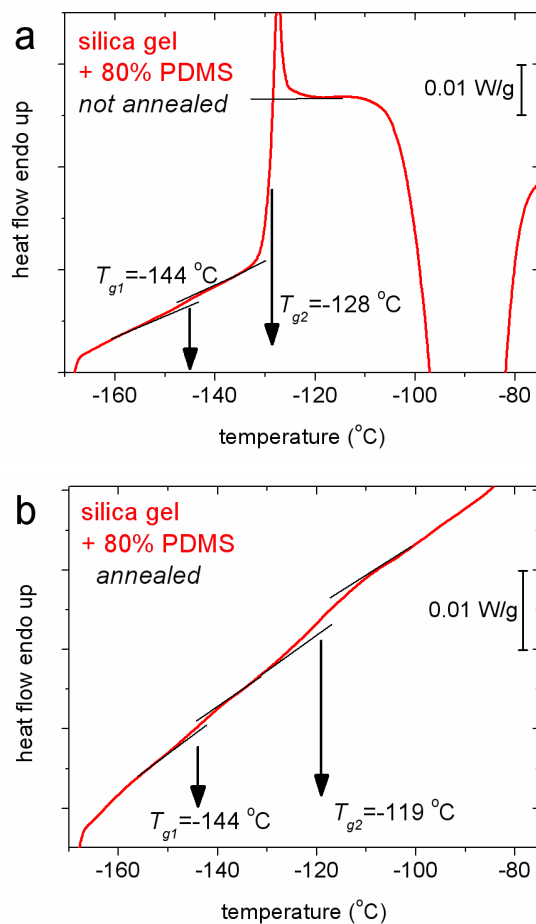 a
silica gel
+ 80% PDMS
not annealed
0.01 W/g
heat flow endo up
Tg1=-144 °C
Tg2=-128 °C
-160 -140 -120 -100 -80
temperature (°C)
b
silica gel
+ 80% PDMS
annealed
0.01 W/g
heat flow endo up
Tg1=-144 °C
Tg2=-119 °C
-160 -140 -120 -100 -80
temperature (°C)